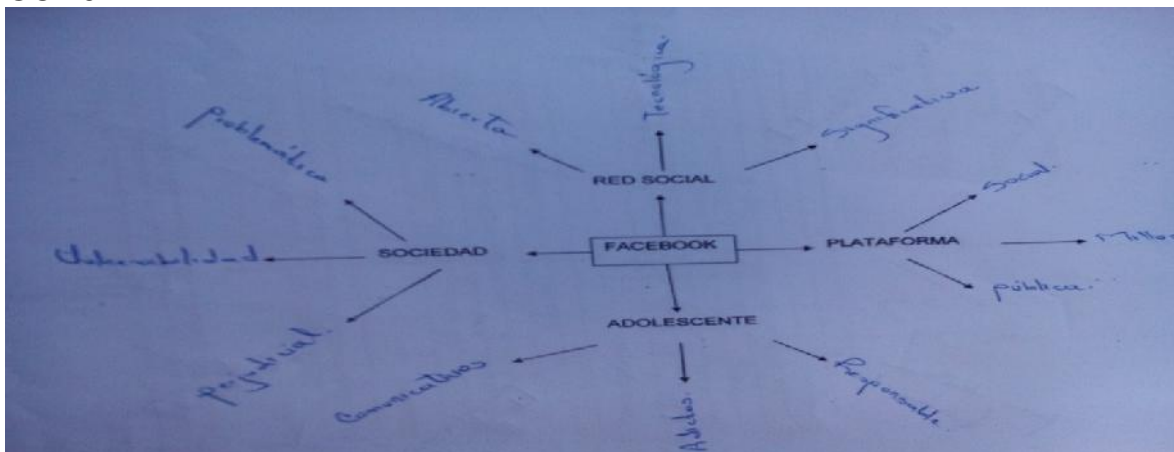 Tecnológica.
Abierta
Significativa
Problemática
RED SOCIAL
Social.
FACEBOOK
SOCIEDAD
PLATAFORMA
Vulnerabilidad
pública.
ADOLESCENTE
perjudicial.
Comunicativos
Adictos.
Responsable.